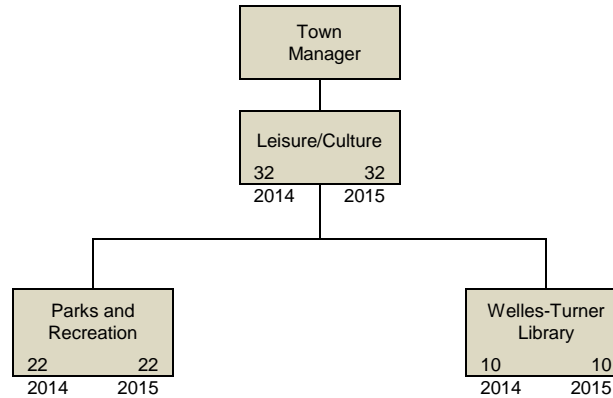 Town
Manager
Leisure/Culture
32 32
2014 2015
Parks and
Recreation
22 22
2014 2015
Welles-Turner
Library
10 10
2014 2015